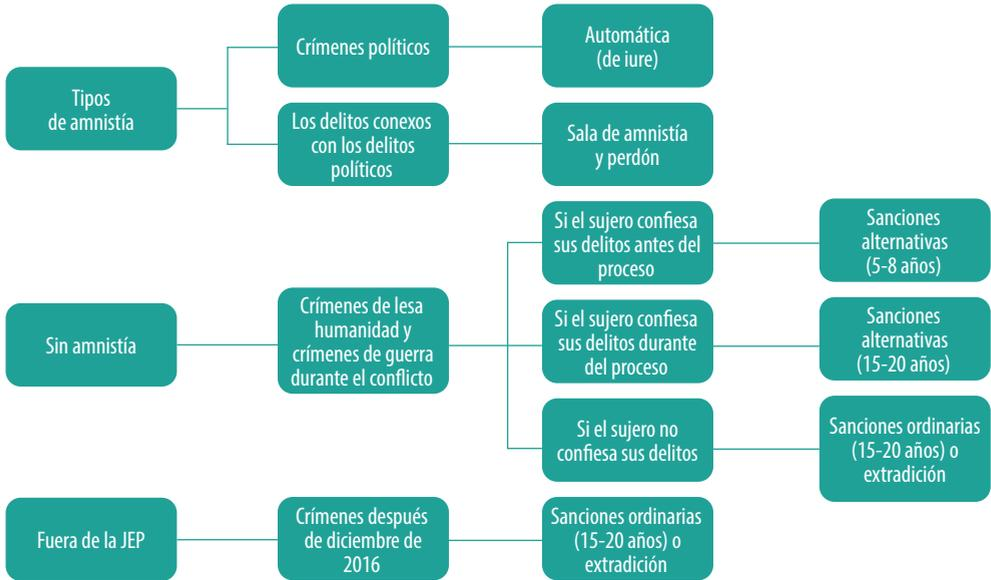 Tipos
de amnistía
Crímenes políticos
Automática
(de iure)
Los delitos conexos
con los delitos
políticos
Sala de amnistía
y perdón
Sin amnistía
Crímenes de lesa
humanidad y
crímenes de guerra
durante el conflicto
Si el sujero confiesa
sus delitos antes del
proceso
Sanciones
alternativas
(5-8 años)
Si el sujero confiesa
sus delitos durante
del proceso
Sanciones
alternativas
(15-20 años)
Si el sujero no
confiesa sus delitos
Sanciones ordinarias
(15-20 años) o
extradición
Fuera de la JEP
Crímenes después
de diciembre de
2016
Sanciones ordinarias
(15-20 años) o
extradición